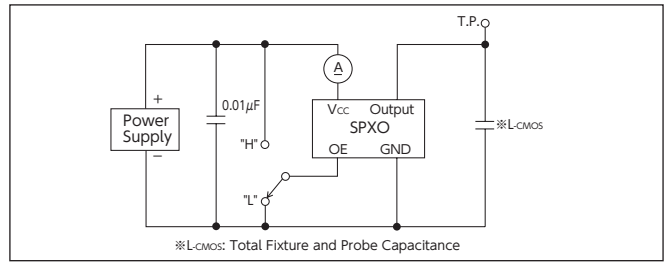 T.P.
A
+
0.01μF
Vcc Output
※L-CMOS
Power
Supply
SPXO
"H"
OE GND
−
"L"
※L-CMOS: Total Fixture and Probe Capacitance